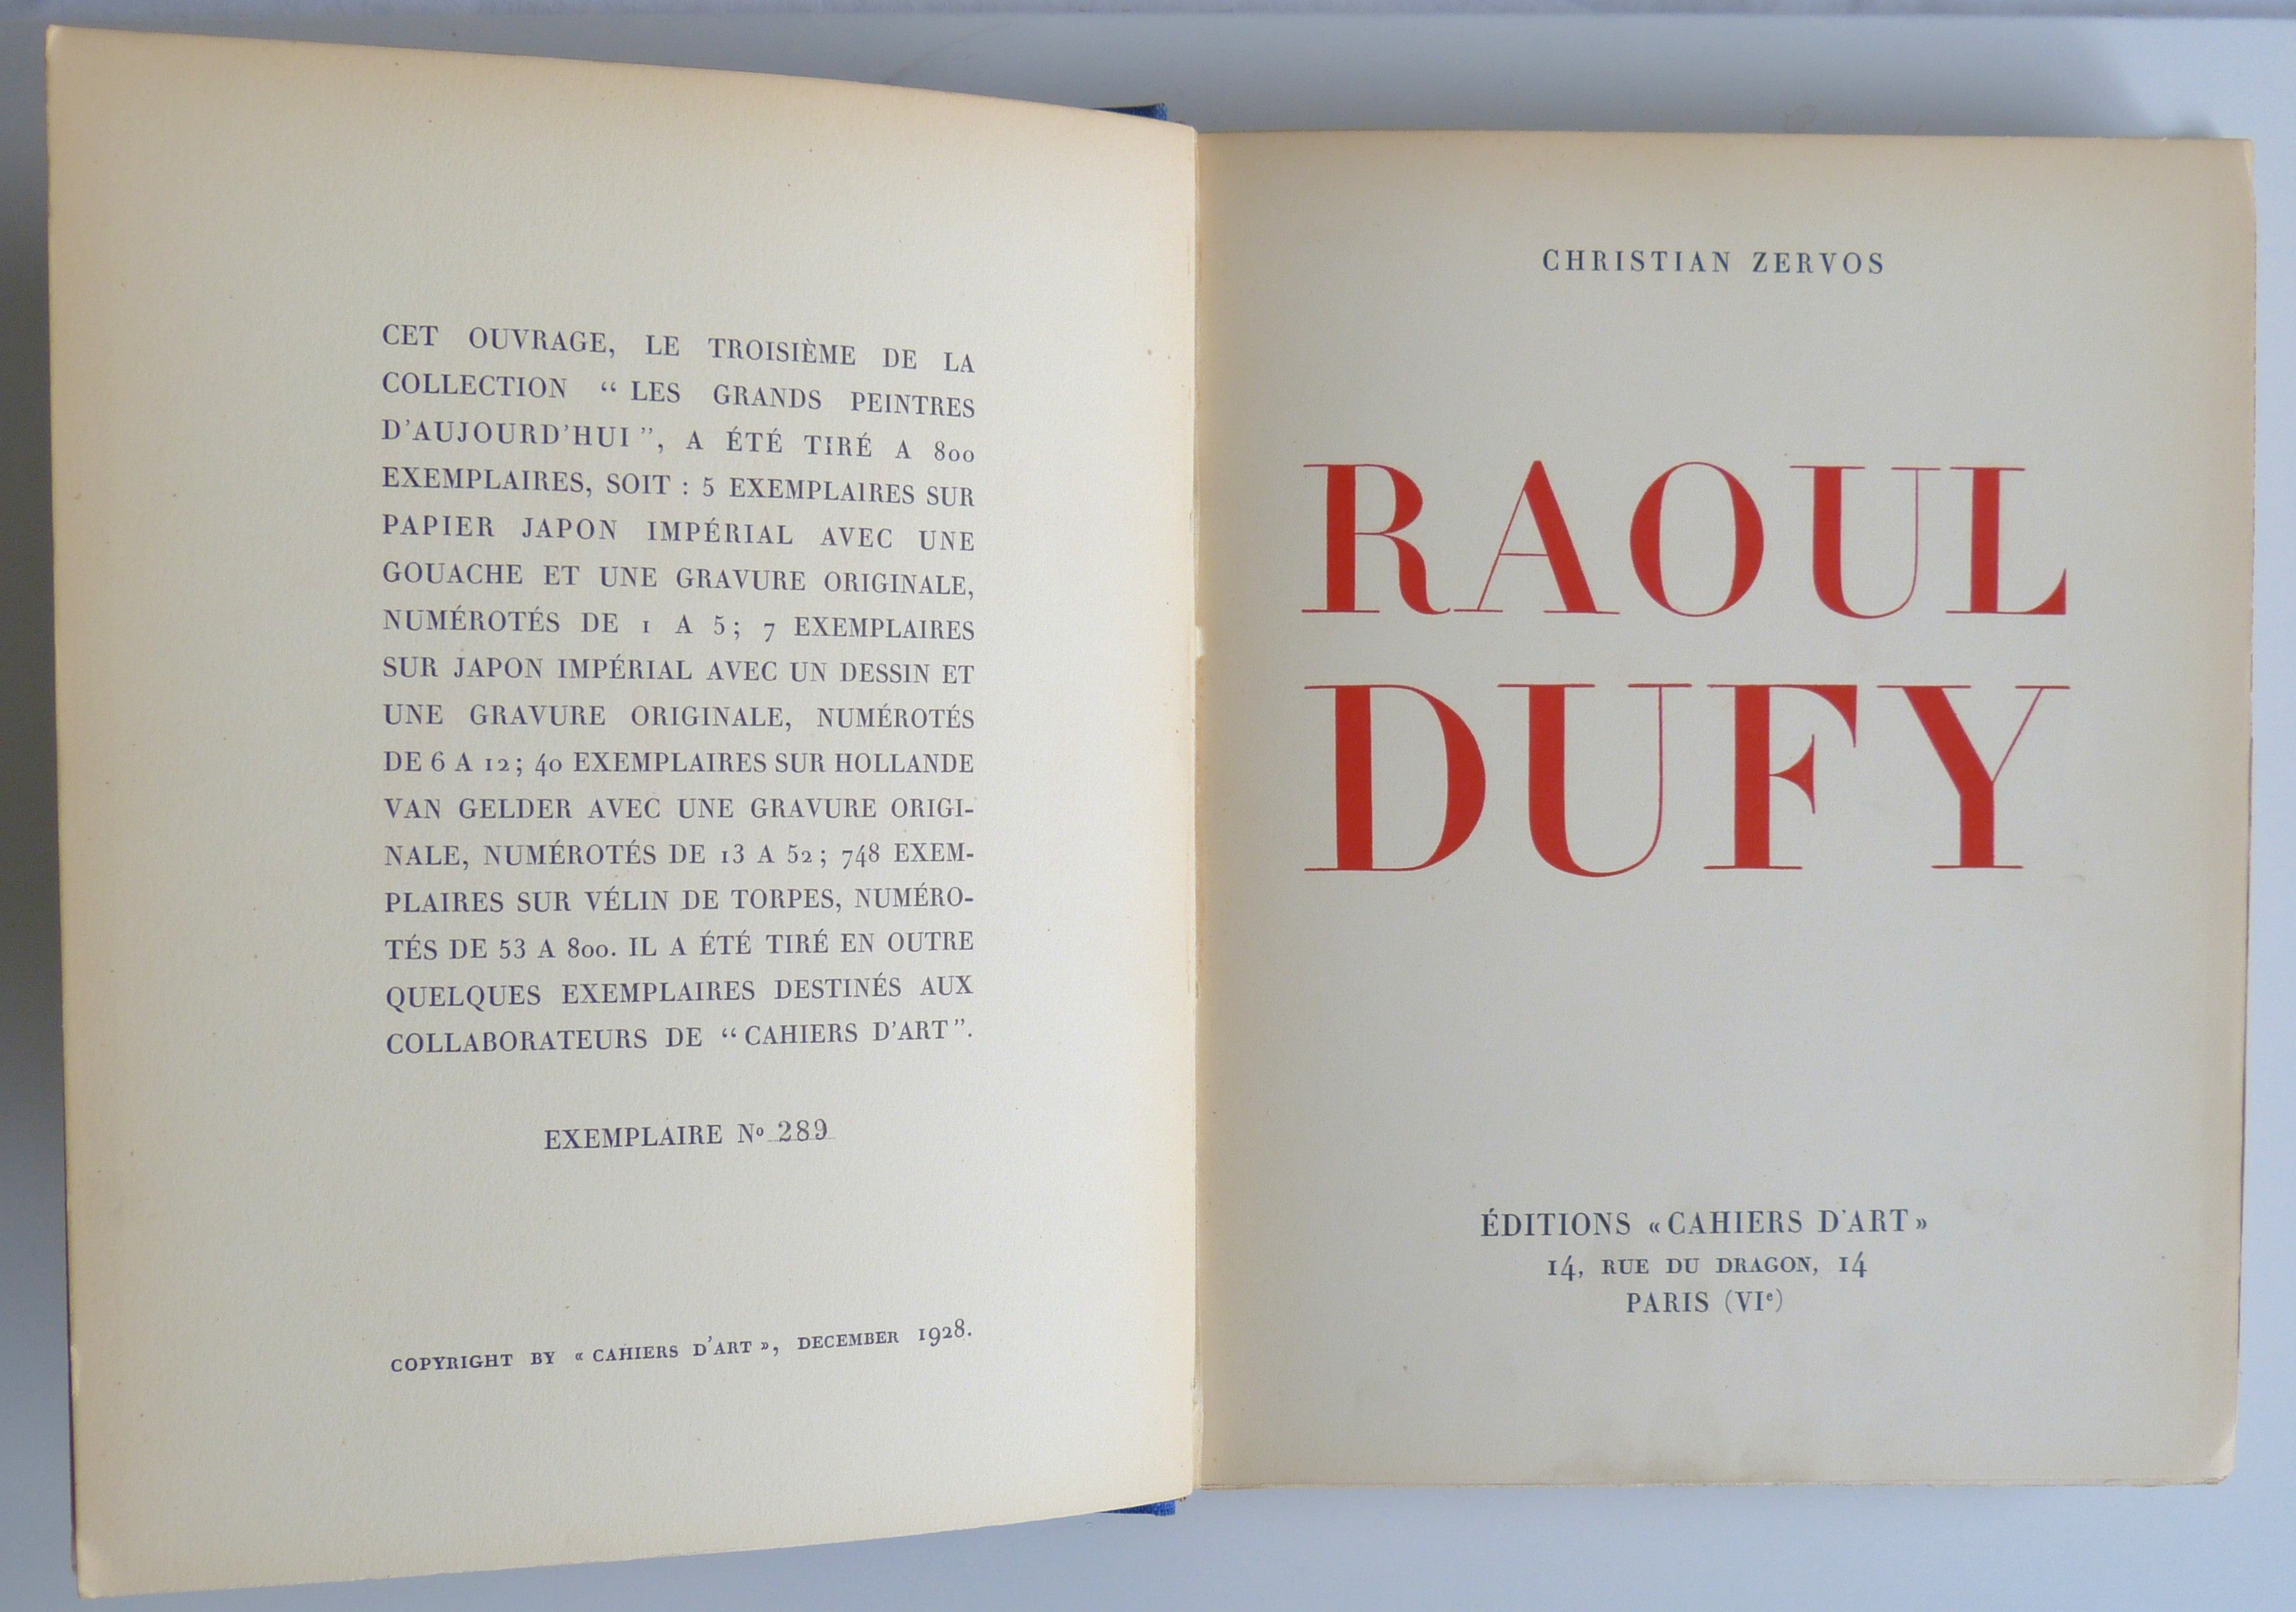 CET OUVRAGE, LE TROISIÈME DE LA
COLLECTION “ LES GRANDS PEINTRES
D'AUJOURD'HUI ”, A ÉTÉ TIRÉ A 800
EXEMPLAIRES, SOIT : 5 EXEMPLAIRES SUR
PAPIER JAPON IMPÉRIAL AVEC UNE
GOUACHE ET UNE GRAVURE ORIGINALE,
NUMÉROTÉS DE 1 A 5 ; 7 EXEMPLAIRES
SUR JAPON IMPÉRIAL AVEC UN DESSIN ET
UNE GRAVURE ORIGINALE, NUMÉROTÉS
DE 6 A 12 ; 40 EXEMPLAIRES SUR HOLLANDE
VAN GELDER AVEC UNE GRAVURE ORIGI-
NALE, NUMÉROTÉS DE 13 A 52 ; 748 EXEM-
PLAIRES SUR VÉLIN DE TORPES, NUMÉRO-
TÉS DE 53 A 800. IL A ÉTÉ TIRÉ EN OUTRE
QUELQUES EXEMPLAIRES DESTINÉS AUX
COLLABORATEURS DE “ CAHIERS D'ART ”.
EXEMPLAIRE Nº 289
COPYRIGHT BY « CAHIERS D'ART », DECEMBER 1928.
CHRISTIAN ZERVOS
RAOUL
DUFY
ÉDITIONS « CAHIERS D'ART »
14, RUE DU DRAGON, 14
PARIS (VIᵉ)